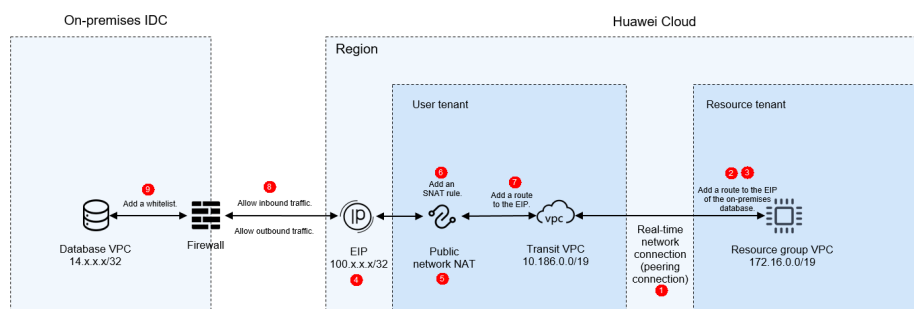 On-premises IDC
Huawei Cloud
Region
User tenant
Resource tenant
9
Add a whitelist.
8
Allow inbound traffic.
Allow outbound traffic.
6
Add an
SNAT rule.
7
Add a route
to the EIP.
2 3
Add a route to the EIP
of the on-premises
database.
IP
vpc
Database VPC
14.x.x.x/32
Firewall
EIP
100.x.x.x/32
4
Public
network NAT
5
Transit VPC
10.186.0.0/19
Real-time
network
connection
(peering
connection)
1
Resource group VPC
172.16.0.0/19